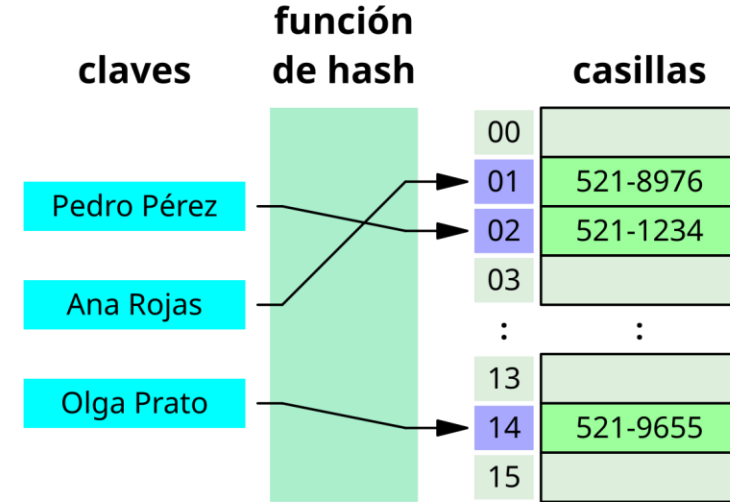 función
claves de hash casillas
00
Pedro Pérez 01 521-8976
02 521-1234
Ana Rojas 03
: :
13
Olga Prato 14 521-9655
15